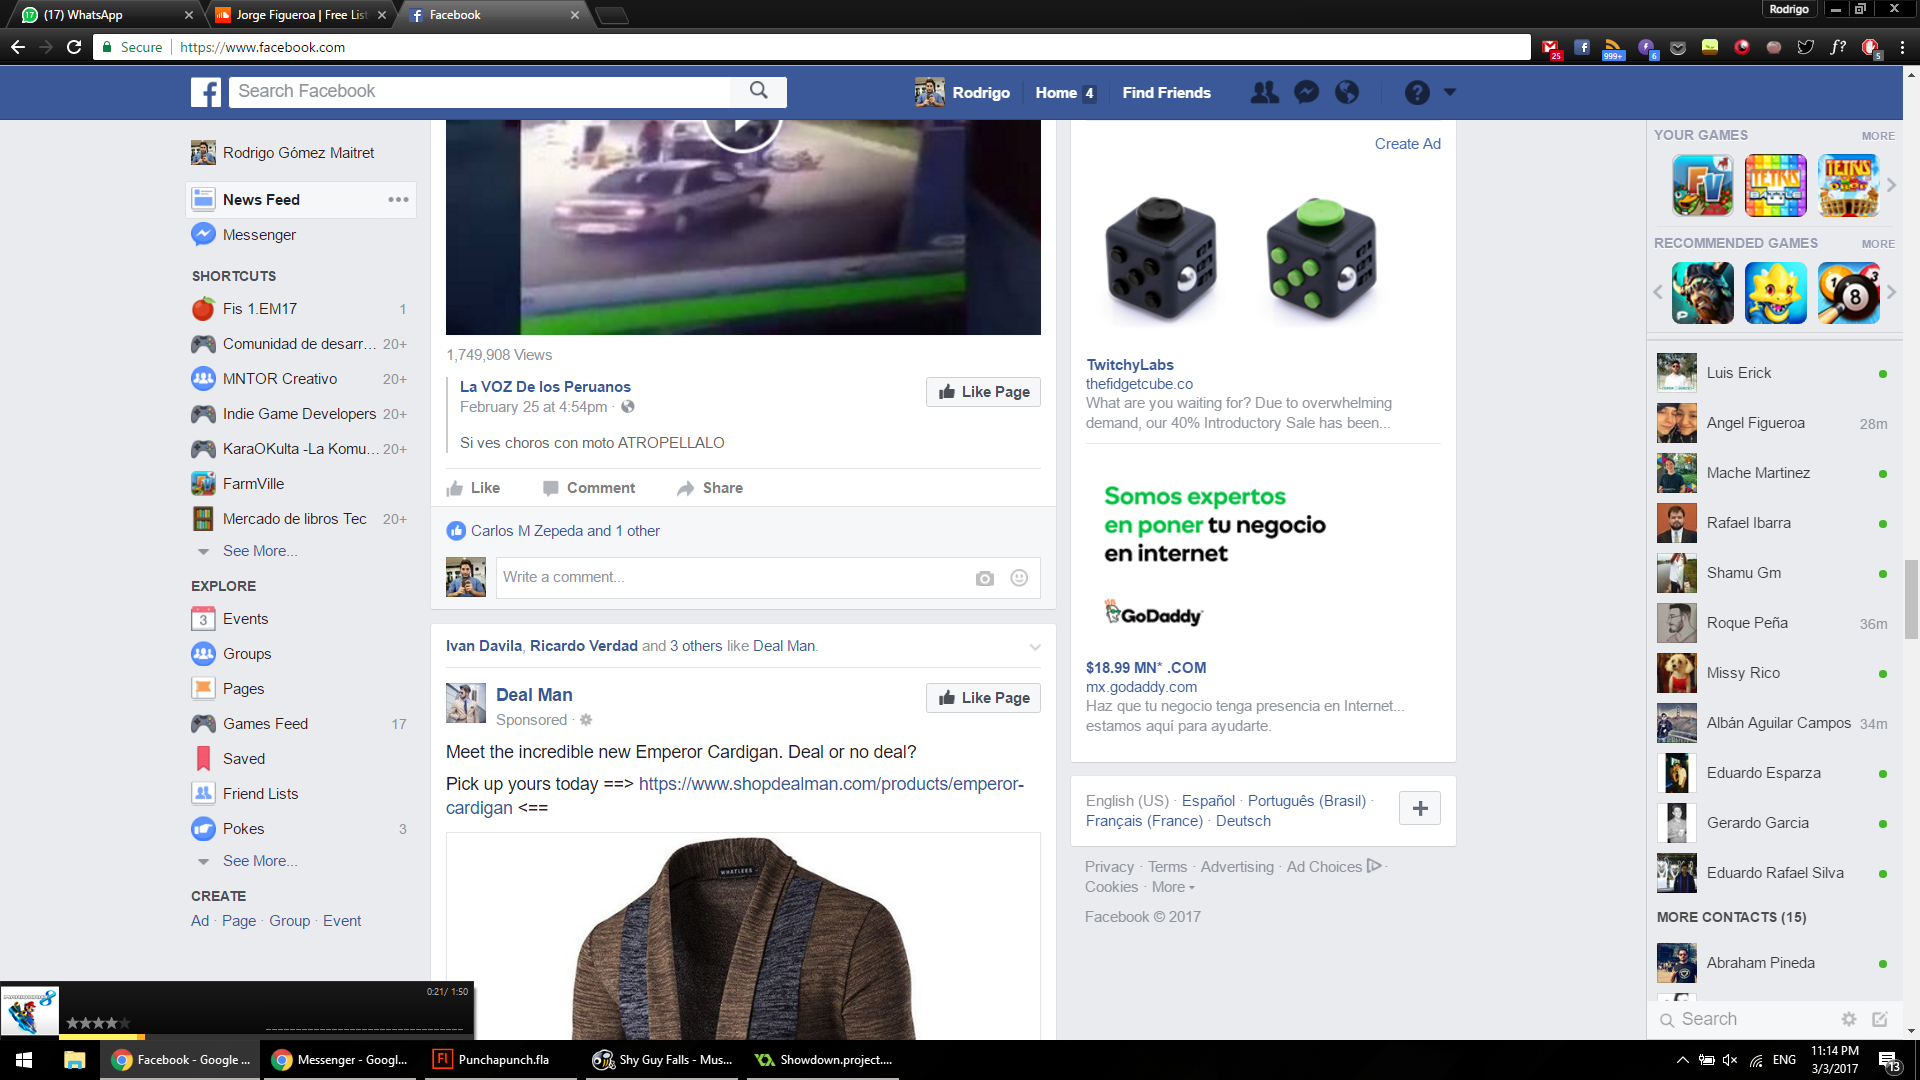 (17) WhatsApp
Jorge Figueroa | Free List
Facebook
Rodrigo
Secure
https://www.facebook.com
25
999+
6
f?
5
Search Facebook
Rodrigo
Home 4
Find Friends
Rodrigo Gómez Maitret
News Feed
Messenger
SHORTCUTS
Fis 1.EM17 1
Comunidad de desarr... 20+
MNTOR Creativo 20+
Indie Game Developers 20+
KaraOKulta -La Komu... 20+
FarmVille
Mercado de libros Tec 20+
See More...
EXPLORE
3 Events
Groups
Pages
Games Feed 17
Saved
Friend Lists
Pokes 3
See More...
CREATE
Ad · Page · Group · Event
1,749,908 Views
La VOZ De los Peruanos
February 25 at 4:54pm ·
Like Page
Si ves choros con moto ATROPELLALO
Like
Comment
Share
Carlos M Zepeda and 1 other
Write a comment...
Ivan Davila, Ricardo Verdad and 3 others like Deal Man.
Deal Man
Sponsored ·
Like Page
Meet the incredible new Emperor Cardigan. Deal or no deal?
Pick up yours today ==> https://www.shopdealman.com/products/emperor-
cardigan <==
WHATLEES
Create Ad
TwitchyLabs
thefidgetcube.co
What are you waiting for? Due to overwhelming
demand, our 40% Introductory Sale has been...
Somos expertos
en poner tu negocio
en internet
GoDaddy
$18.99 MN* .COM
mx.godaddy.com
Haz que tu negocio tenga presencia en Internet...
estamos aquí para ayudarte.
English (US) · Español · Português (Brasil) ·
Français (France) · Deutsch
Privacy · Terms · Advertising · Ad Choices ·
Cookies · More
Facebook © 2017
YOUR GAMES MORE
FV
TETRIS
BATTLE
TETRIS
RECOMMENDED GAMES MORE
P
8
3
Luis Erick
Angel Figueroa 28m
Mache Martinez
Rafael Ibarra
Shamu Gm
Roque Peña 36m
Missy Rico
Albán Aguilar Campos 34m
Eduardo Esparza
Gerardo Garcia
Eduardo Rafael Silva
MORE CONTACTS (15)
Abraham Pineda
Search
0:21/ 1:50
8
Facebook - Google ...
Messenger - Googl...
Fl
Punchapunch.fla
Shy Guy Falls - Mus...
Showdown.project....
ENG
11:14 PM
3/3/2017
13